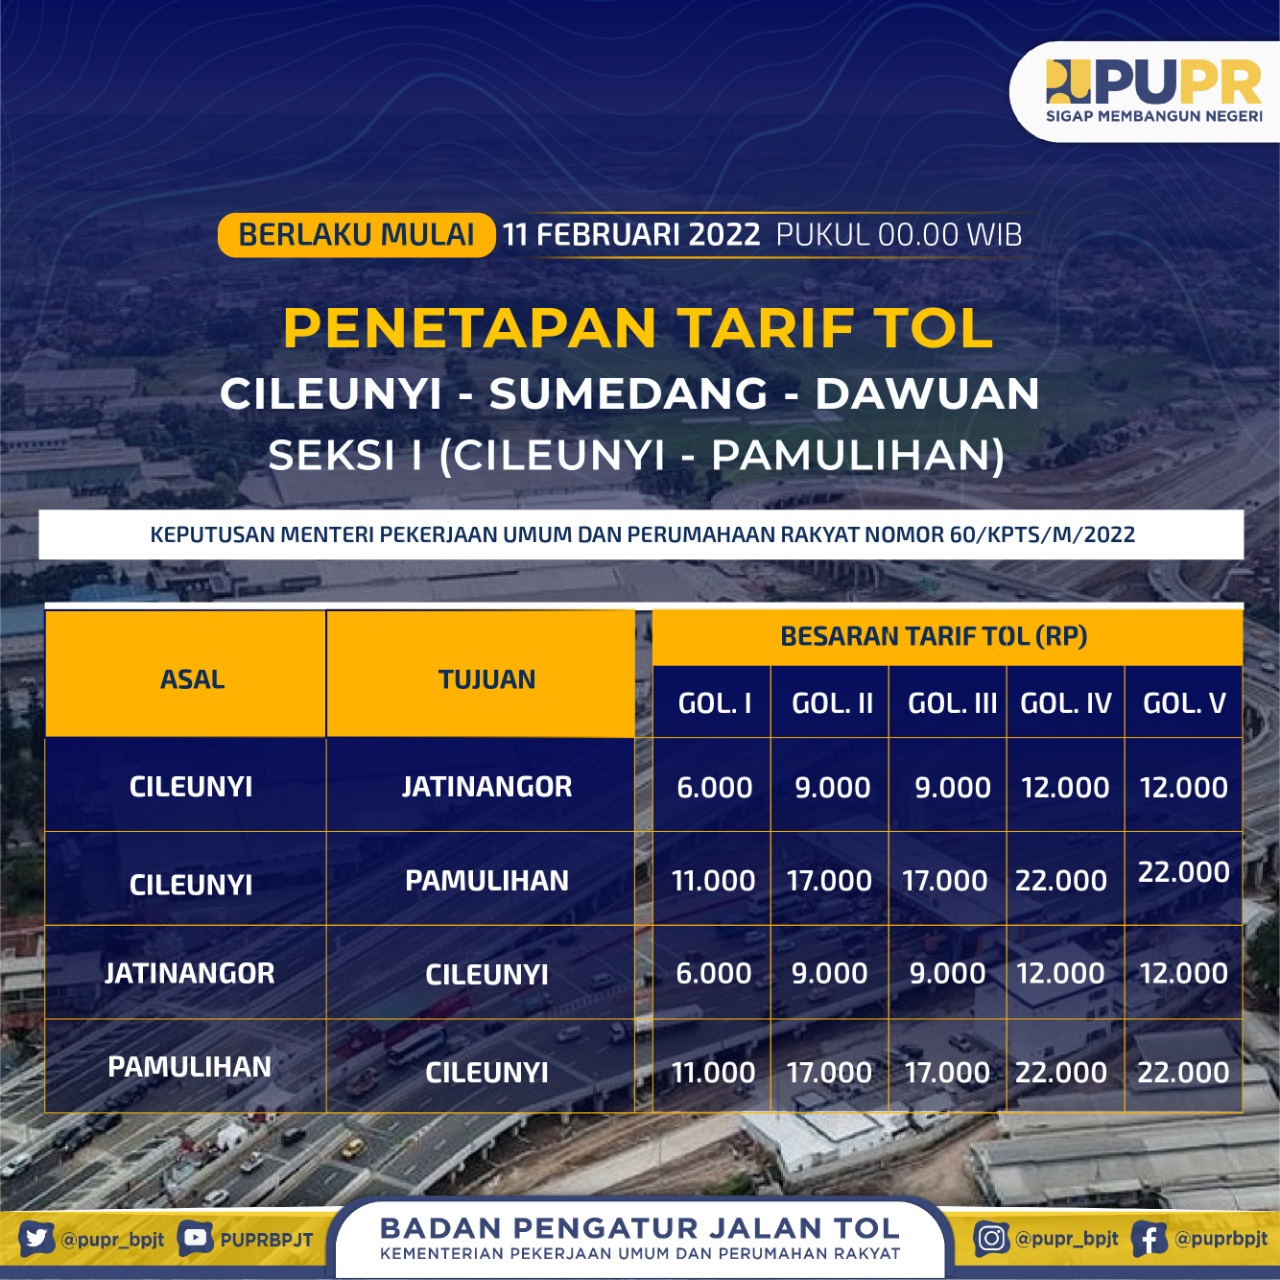 PUPR
SIGAP MEMBANGUN NEGERI
BERLAKU MULAI 11 FEBRUARI 2022 PUKUL 00.00 WIB
PENETAPAN TARIF TOL
CILEUNYI - SUMEDANG - DAWUAN
SEKSI I (CILEUNYI - PAMULIHAN)
KEPUTUSAN MENTERI PEKERJAAN UMUM DAN PERUMAHAAN RAKYAT NOMOR 60/KPTS/M/2022
ASAL TUJUAN BESARAN TARIF TOL (RP)
GOL. I GOL. II GOL. III GOL. IV GOL. V
CILEUNYI JATINANGOR 6.000 9.000 9.000 12.000 12.000
CILEUNYI PAMULIHAN 11.000 17.000 17.000 22.000 22.000
JATINANGOR CILEUNYI 6.000 9.000 9.000 12.000 12.000
PAMULIHAN CILEUNYI 11.000 17.000 17.000 22.000 22.000
@pupr_bpjt PUPRBPJT BADAN PENGATUR JALAN TOL @pupr_bpjt @puprbpjt
KEMENTERIAN PEKERJAAN UMUM DAN PERUMAHAN RAKYAT